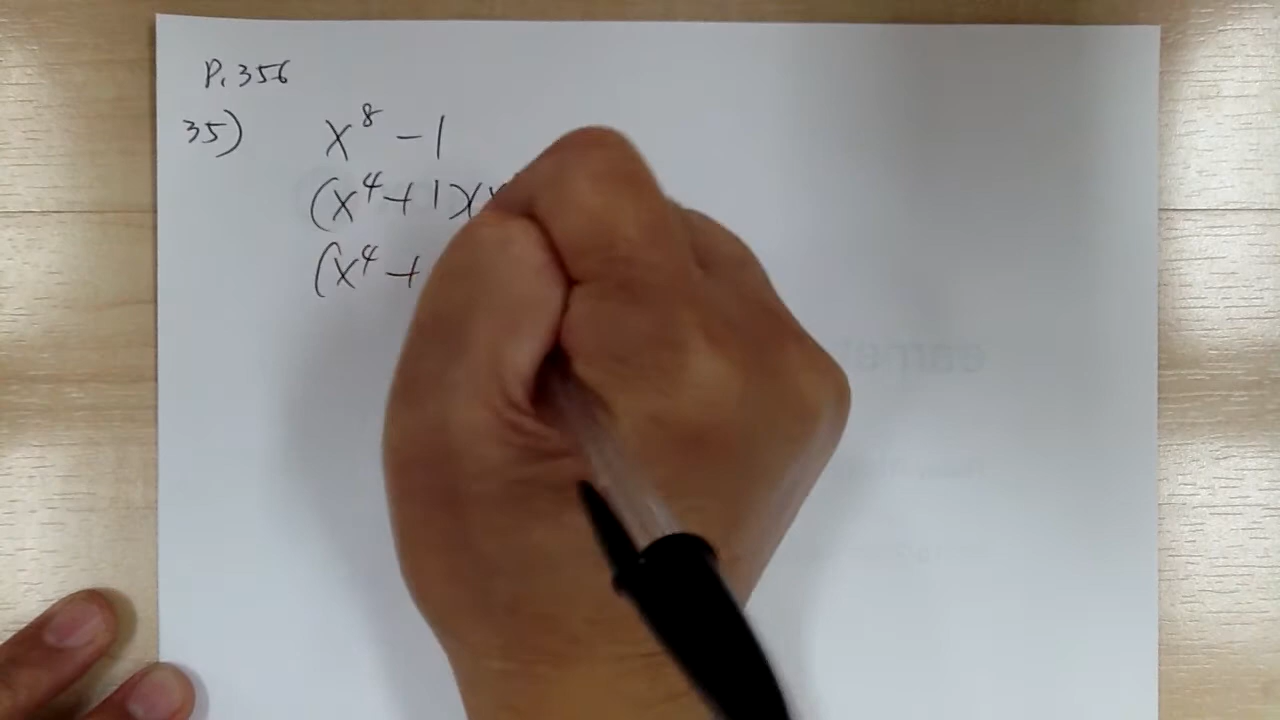 P. 356
35) x⁸ - 1
(x⁴ + 1)(x
(x⁴ +